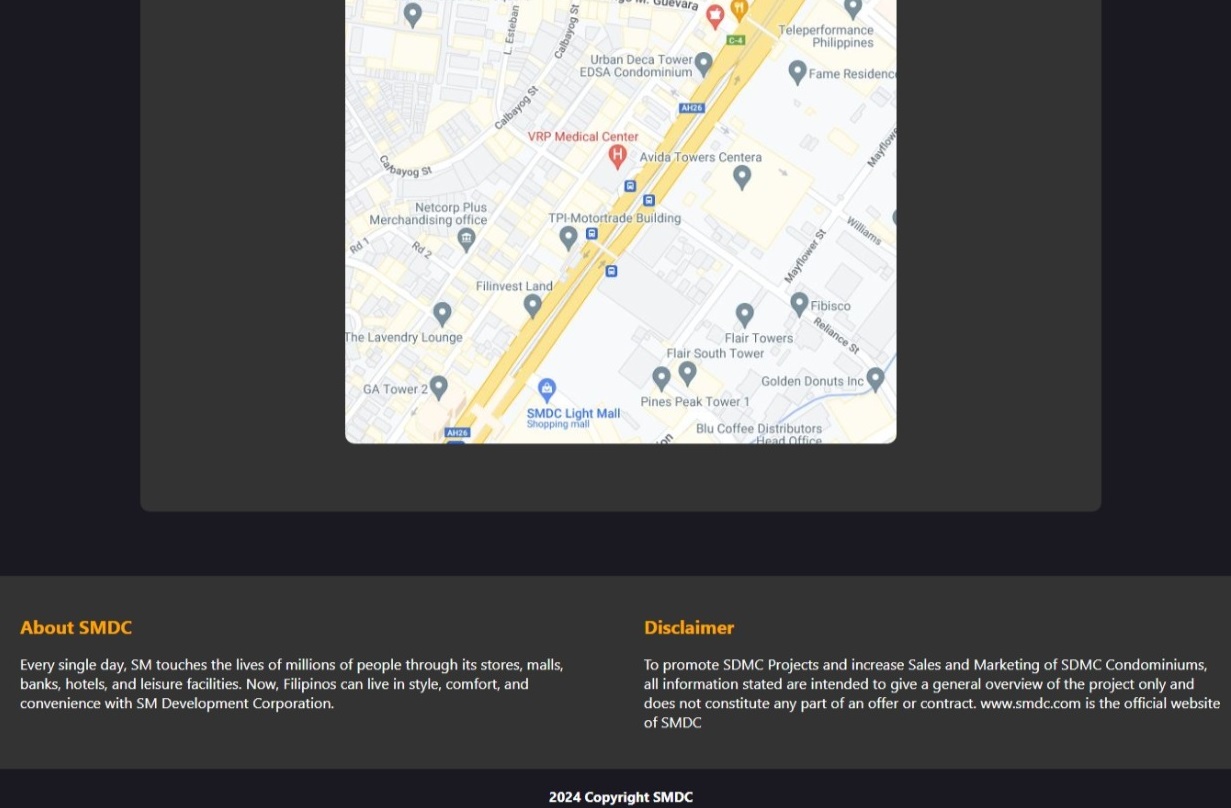 M. Guevara
L. Esteban
Calbayog St
C-4
Teleperformance
Philippines
Urban Deca Tower
EDSA Condominium
Fame Residenc
Calbayog St
AH26
VRP Medical Center
Avida Towers Centera
Mayflow
Calbayog St
Netcorp Plus
Merchandising office
TPI-Motortrade Building
Rd 1
Rd 2
Williams
Mayflower St
Filinvest Land
Fibisco
The Lavendry Lounge
Flair Towers
Reliance St
Flair South Tower
GA Tower 2
Golden Donuts Inc
Pines Peak Tower 1
SMDC Light Mall
Shopping mall
Blu Coffee Distributors
Head Office
AH26
on
About SMDC
Every single day, SM touches the lives of millions of people through its stores, malls,
banks, hotels, and leisure facilities. Now, Filipinos can live in style, comfort, and
convenience with SM Development Corporation.
Disclaimer
To promote SDMC Projects and increase Sales and Marketing of SDMC Condominiums,
all information stated are intended to give a general overview of the project only and
does not constitute any part of an offer or contract. www.smdc.com is the official website
of SMDC
2024 Copyright SMDC